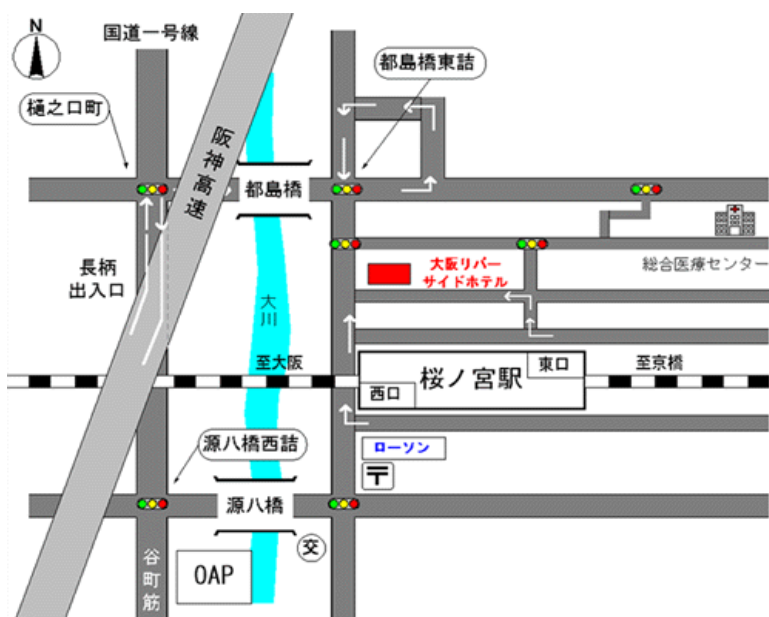 N
国道一号線
都島橋東詰
樋之口町
阪神高速
都島橋
長柄
出入口
大川
大阪リバー
サイドホテル
総合医療センター
至大阪
桜ノ宮駅
東口
西口
至京橋
源八橋西詰
ローソン
〒
源八橋
交
谷町筋
OAP